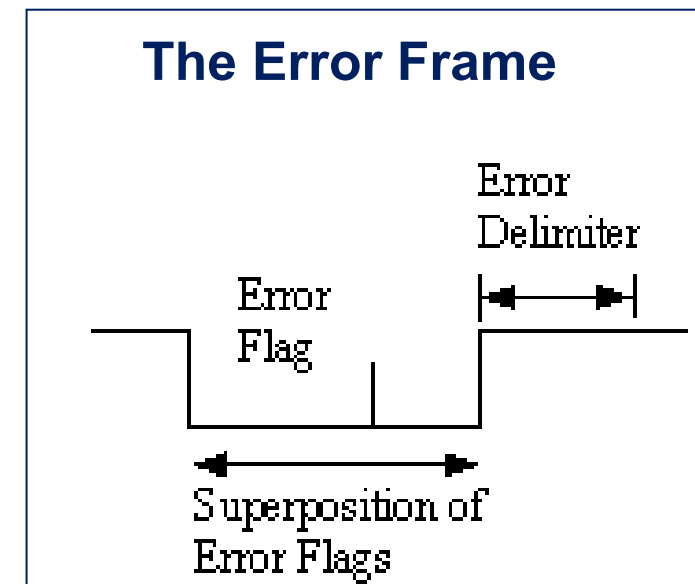 The Error Frame
Error
Delimiter
Error
Flag
Superposition of
Error Flags